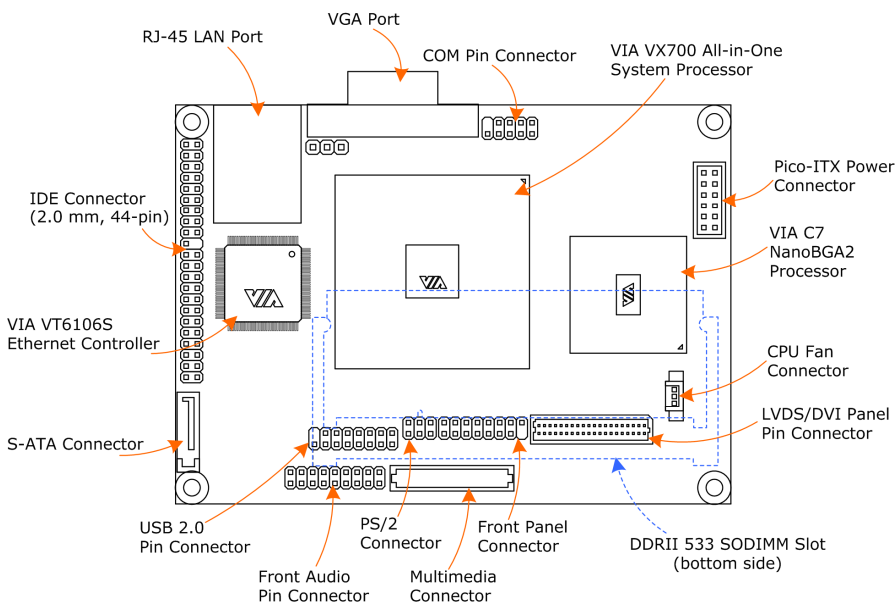 VGA Port
RJ-45 LAN Port
COM Pin Connector
VIA VX700 All-in-One
System Processor
Pico-ITX Power
Connector
IDE Connector
(2.0 mm, 44-pin)
VIA C7
NanoBGA2
Processor
VIA
VIA
VIA
VIA VT6106S
Ethernet Controller
CPU Fan
Connector
LVDS/DVI Panel
Pin Connector
S-ATA Connector
USB 2.0
Pin Connector
PS/2
Connector
Front Panel
Connector
DDRII 533 SODIMM Slot
(bottom side)
Front Audio
Pin Connector
Multimedia
Connector